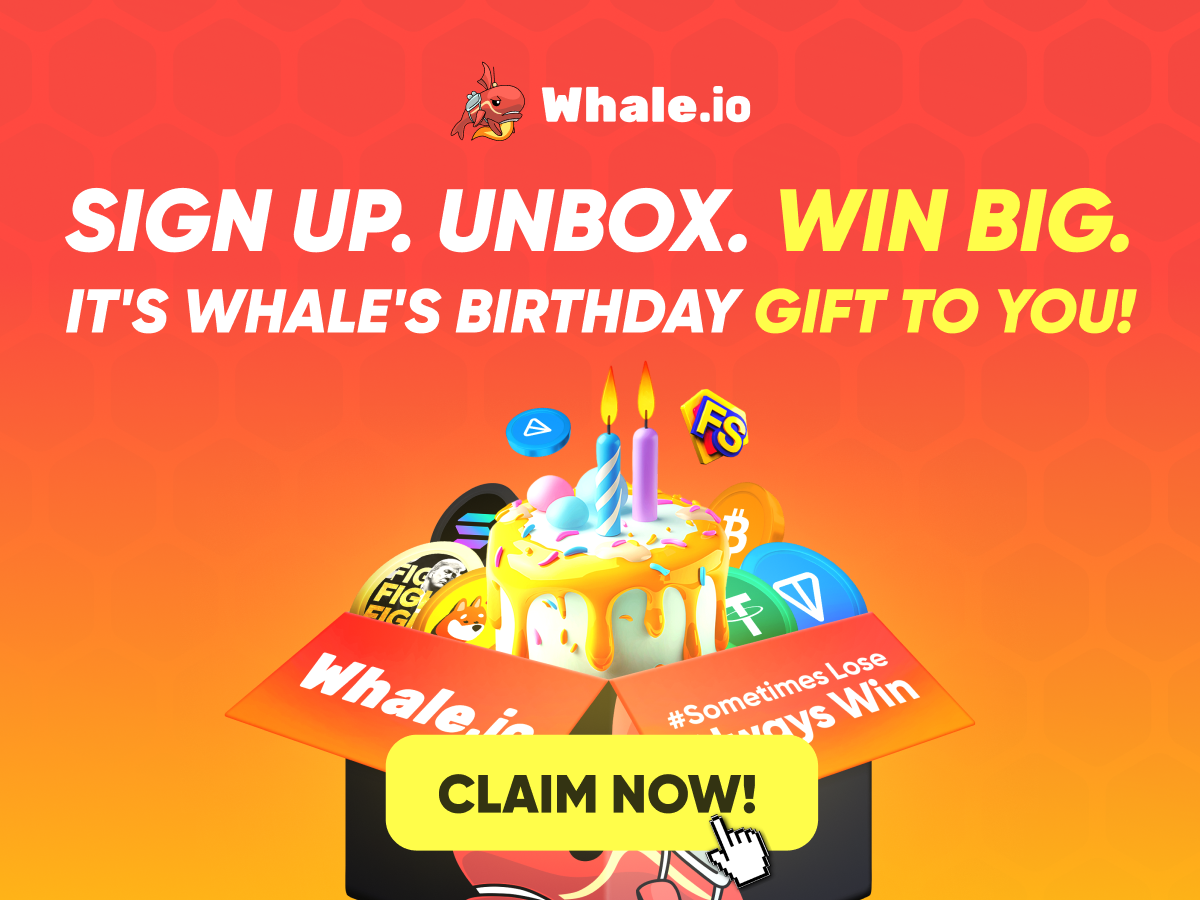 Whale.io
SIGN UP. UNBOX. WIN BIG.
IT'S WHALE'S BIRTHDAY GIFT TO YOU!
FS
Whale.io
#Sometimes Lose
Win
CLAIM NOW!